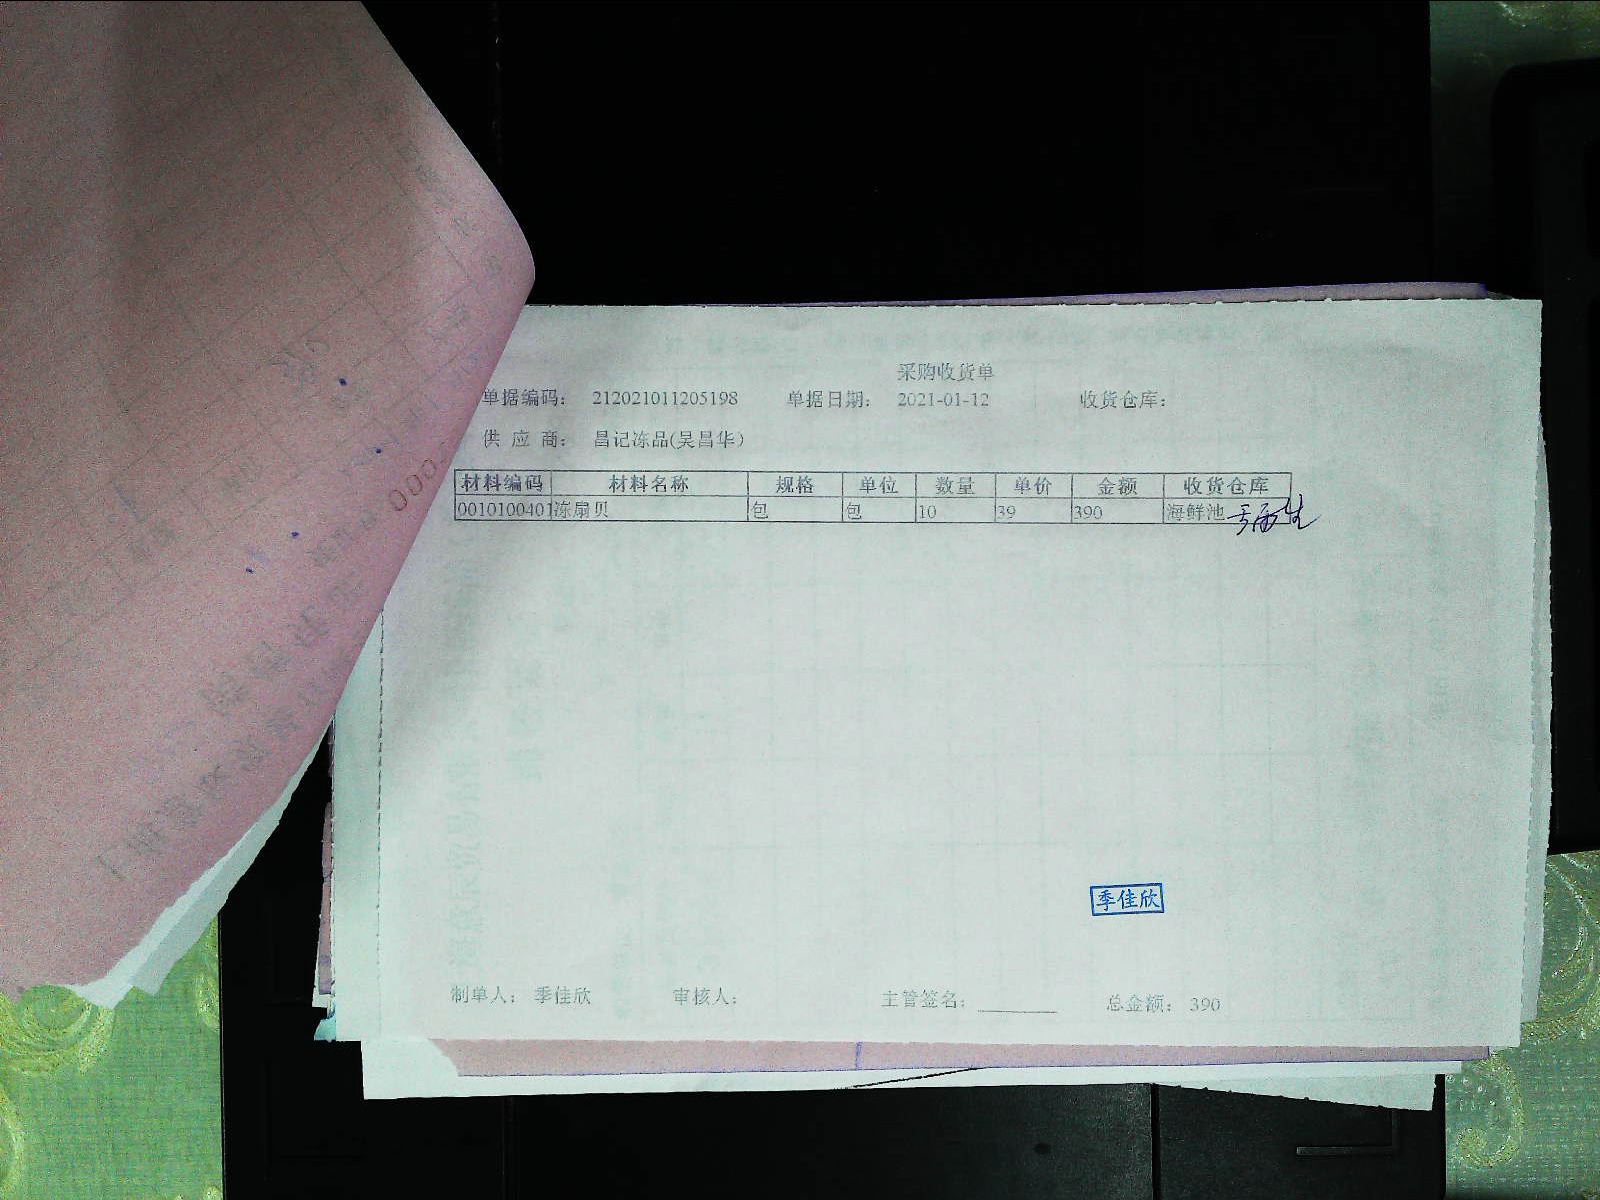 采购收货单
单据编码： 212021011205198 单据日期： 2021-01-12 收货仓库：
供 应 商： 昌记冻品(吴昌华)
材料编码 材料名称 规格 单位 数量 单价 金额 收货仓库
0010100401 冻扇贝 包 包 10 39 390 海鲜池
季佳欣
制单人： 季佳欣 审核人： 主管签名： 总金额： 390